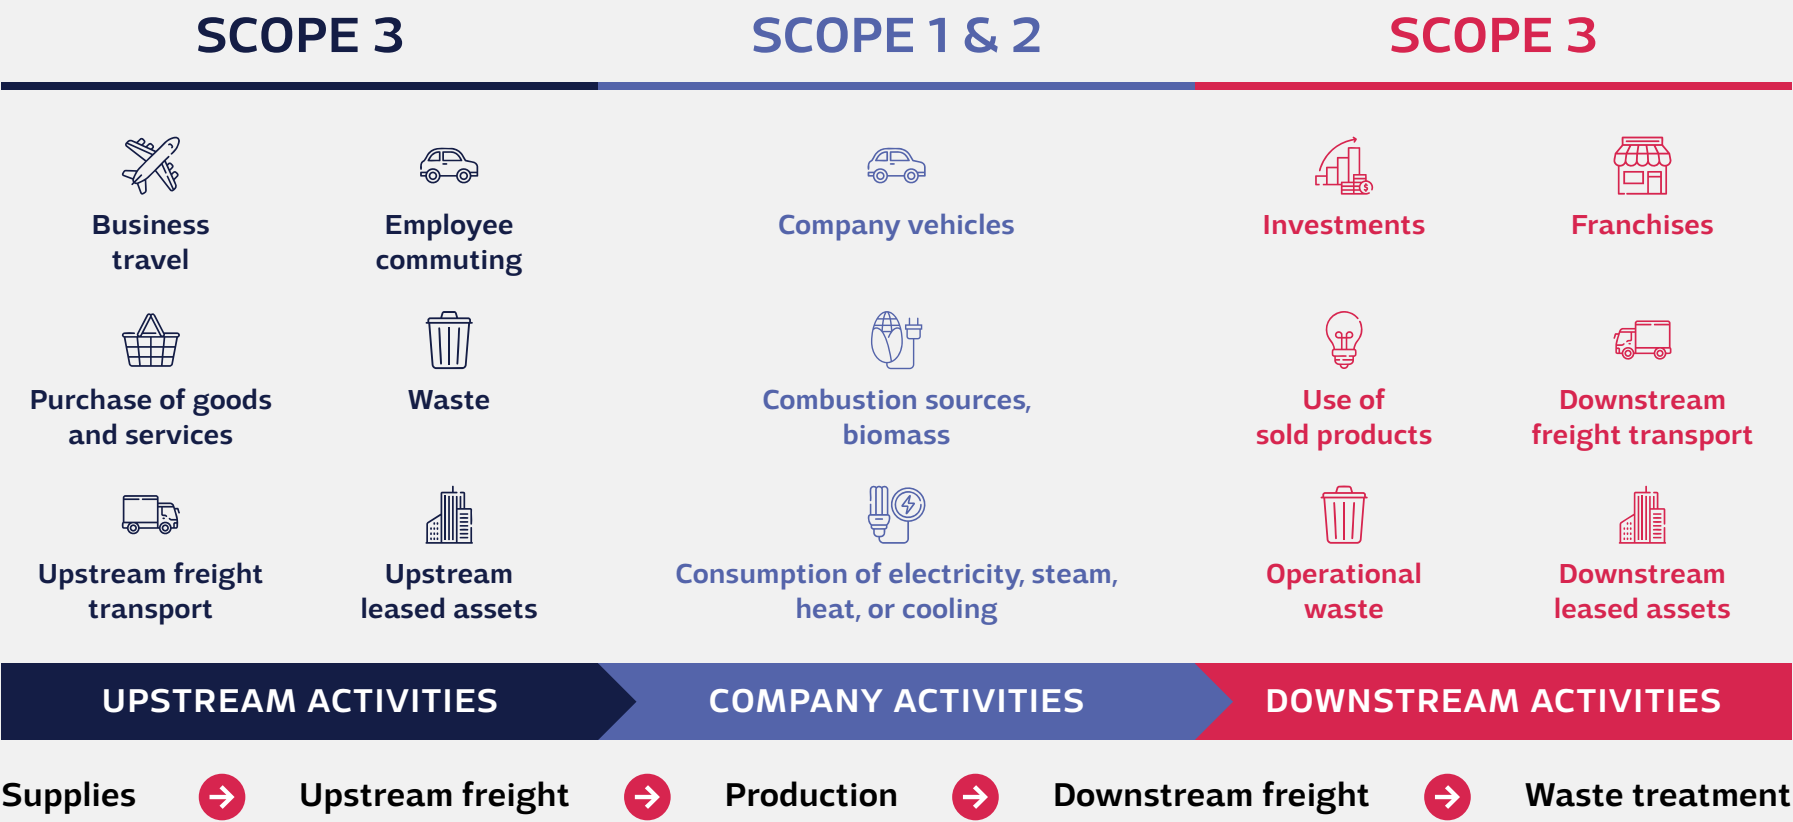 SCOPE 3
SCOPE 1 & 2
SCOPE 3
Business
travel
Employee
commuting
Company vehicles
Investments
Franchises
Purchase of goods
and services
Waste
Combustion sources,
biomass
Use of
sold products
Downstream
freight transport
Upstream freight
transport
Upstream
leased assets
Consumption of electricity, steam,
heat, or cooling
Operational
waste
Downstream
leased assets
UPSTREAM ACTIVITIES
COMPANY ACTIVITIES
DOWNSTREAM ACTIVITIES
Supplies
Upstream freight
Production
Downstream freight
Waste treatment